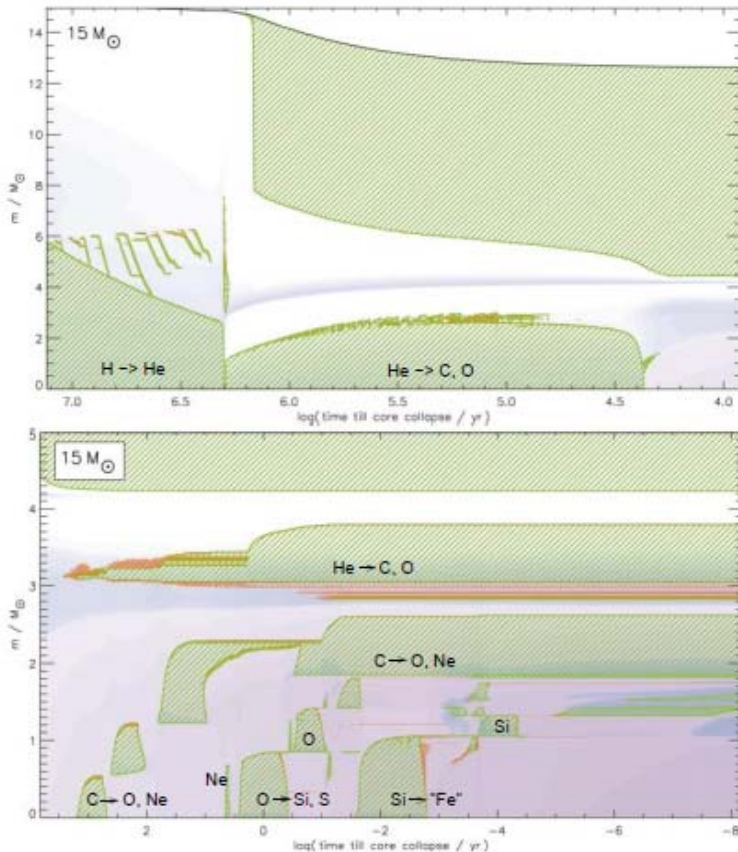 15 M⊙
14
12
10
8
6
4
2
0
m / M⊙
H -> He
He -> C, O
7.0 6.5 6.0 5.5 5.0 4.5 4.0
log(time till core collapse / yr)
15 M⊙
5
4
3
2
1
0
m / M⊙
He → C, O
C → O, Ne
O
Si
Ne
C → O, Ne
O → Si, S
Si → "Fe"
2 0 -2 -4 -6 -8
log(time till core collapse / yr)